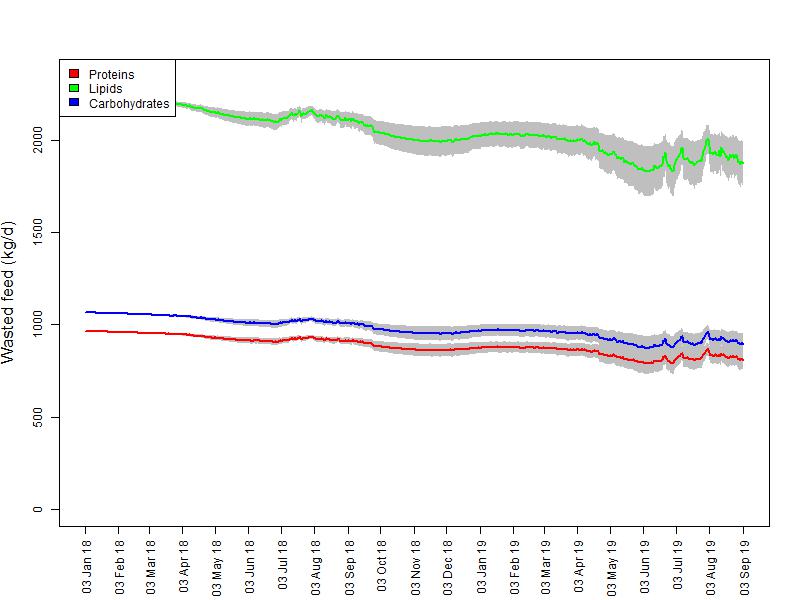 Proteins
Lipids
Carbohydrates
Wasted feed (kg/d)
2000
1500
1000
500
0
03 Jan 18
03 Feb 18
03 Mar 18
03 Apr 18
03 May 18
03 Jun 18
03 Jul 18
03 Aug 18
03 Sep 18
03 Oct 18
03 Nov 18
03 Dec 18
03 Jan 19
03 Feb 19
03 Mar 19
03 Apr 19
03 May 19
03 Jun 19
03 Jul 19
03 Aug 19
03 Sep 19